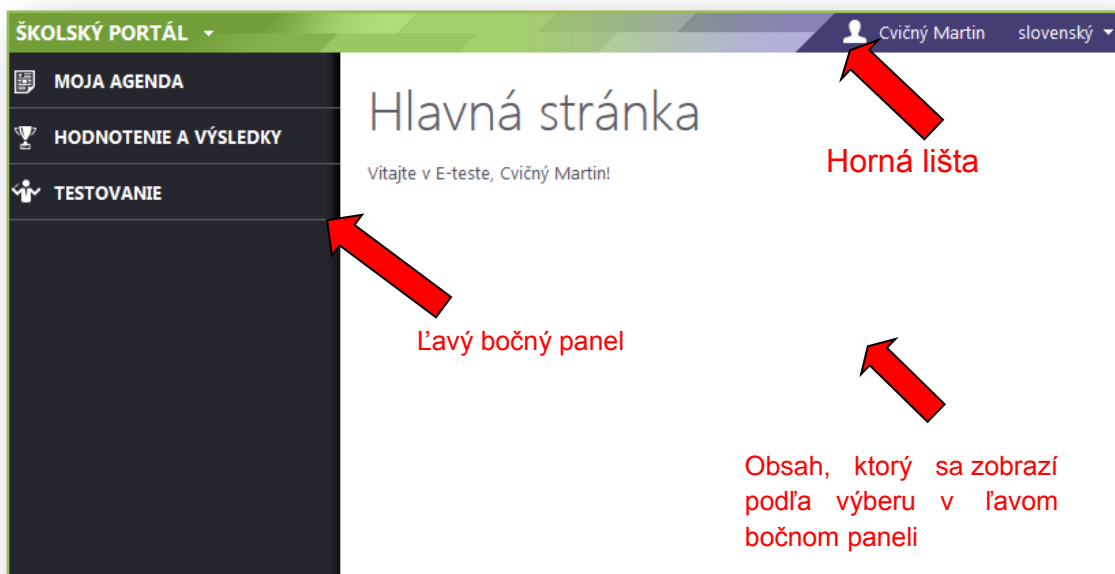 ŠKOLSKÝ PORTÁL
Cvičný Martin
slovenský
MOJA AGENDA
HODNOTENIE A VÝSLEDKY
TESTOVANIE
Hlavná stránka
Vitajte v E-teste, Cvičný Martin!
Horná lišta
Ľavý bočný panel
Obsah, ktorý sa zobrazí
podľa výberu v ľavom
bočnom paneli